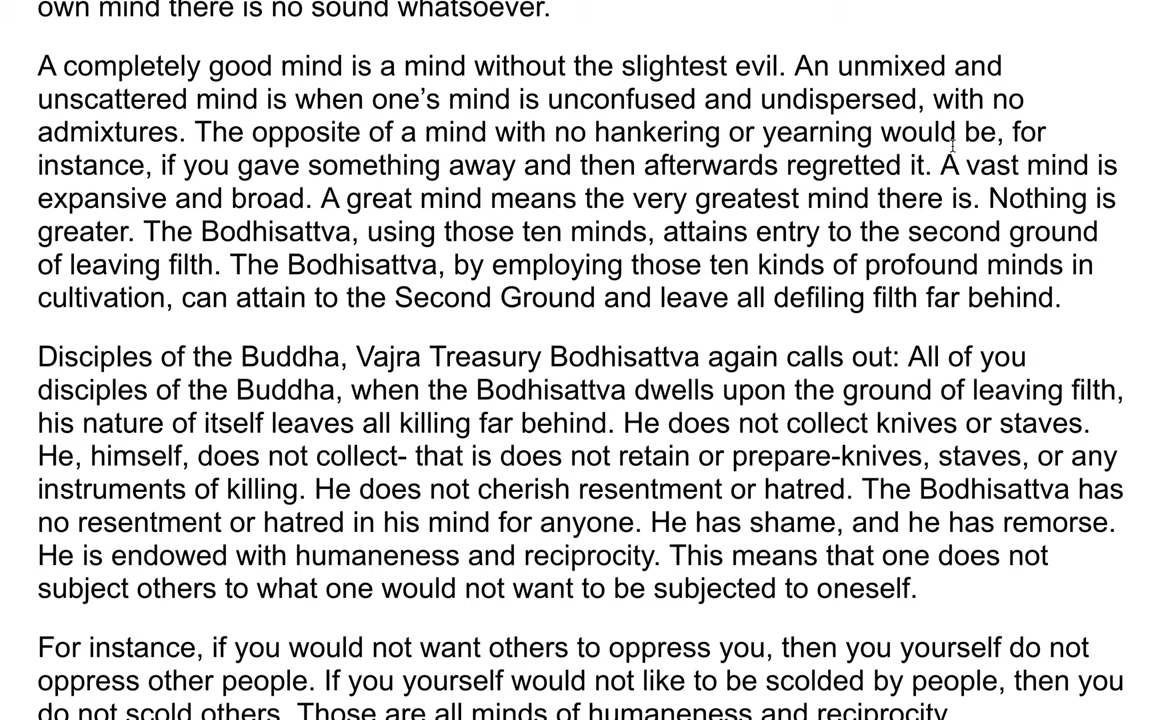 own mind there is no sound whatsoever.
A completely good mind is a mind without the slightest evil. An unmixed and
unscattered mind is when one’s mind is unconfused and undispersed, with no
admixtures. The opposite of a mind with no hankering or yearning would be, for
instance, if you gave something away and then afterwards regretted it. A vast mind is
expansive and broad. A great mind means the very greatest mind there is. Nothing is
greater. The Bodhisattva, using those ten minds, attains entry to the second ground
of leaving filth. The Bodhisattva, by employing those ten kinds of profound minds in
cultivation, can attain to the Second Ground and leave all defiling filth far behind.
Disciples of the Buddha, Vajra Treasury Bodhisattva again calls out: All of you
disciples of the Buddha, when the Bodhisattva dwells upon the ground of leaving filth,
his nature of itself leaves all killing far behind. He does not collect knives or staves.
He, himself, does not collect- that is does not retain or prepare-knives, staves, or any
instruments of killing. He does not cherish resentment or hatred. The Bodhisattva has
no resentment or hatred in his mind for anyone. He has shame, and he has remorse.
He is endowed with humaneness and reciprocity. This means that one does not
subject others to what one would not want to be subjected to oneself.
For instance, if you would not want others to oppress you, then you yourself do not
oppress other people. If you yourself would not like to be scolded by people, then you
do not scold others. Those are all minds of humaneness and reciprocity.